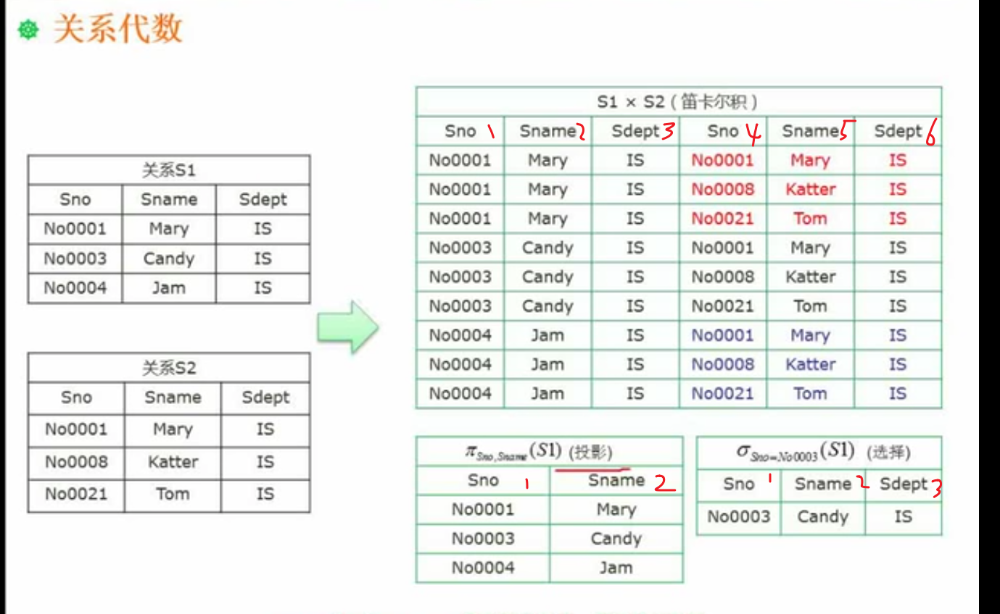 关系代数
关系S1
Sno Sname Sdept
No0001 Mary IS
No0003 Candy IS
No0004 Jam IS
关系S2
Sno Sname Sdept
No0001 Mary IS
No0008 Katter IS
No0021 Tom IS
S1 × S2 ( 笛卡尔积 )
Sno 1 Sname 2 Sdept 3 Sno 4 Sname 5 Sdept 6
No0001 Mary IS No0001 Mary IS
No0001 Mary IS No0008 Katter IS
No0001 Mary IS No0021 Tom IS
No0003 Candy IS No0001 Mary IS
No0003 Candy IS No0008 Katter IS
No0003 Candy IS No0021 Tom IS
No0004 Jam IS No0001 Mary IS
No0004 Jam IS No0008 Katter IS
No0004 Jam IS No0021 Tom IS
πSno,Sname(S1) (投影)
Sno 1 Sname 2
No0001 Mary
No0003 Candy
No0004 Jam
σSno=No0003(S1) (选择)
Sno 1 Sname 2 Sdept 3
No0003 Candy IS